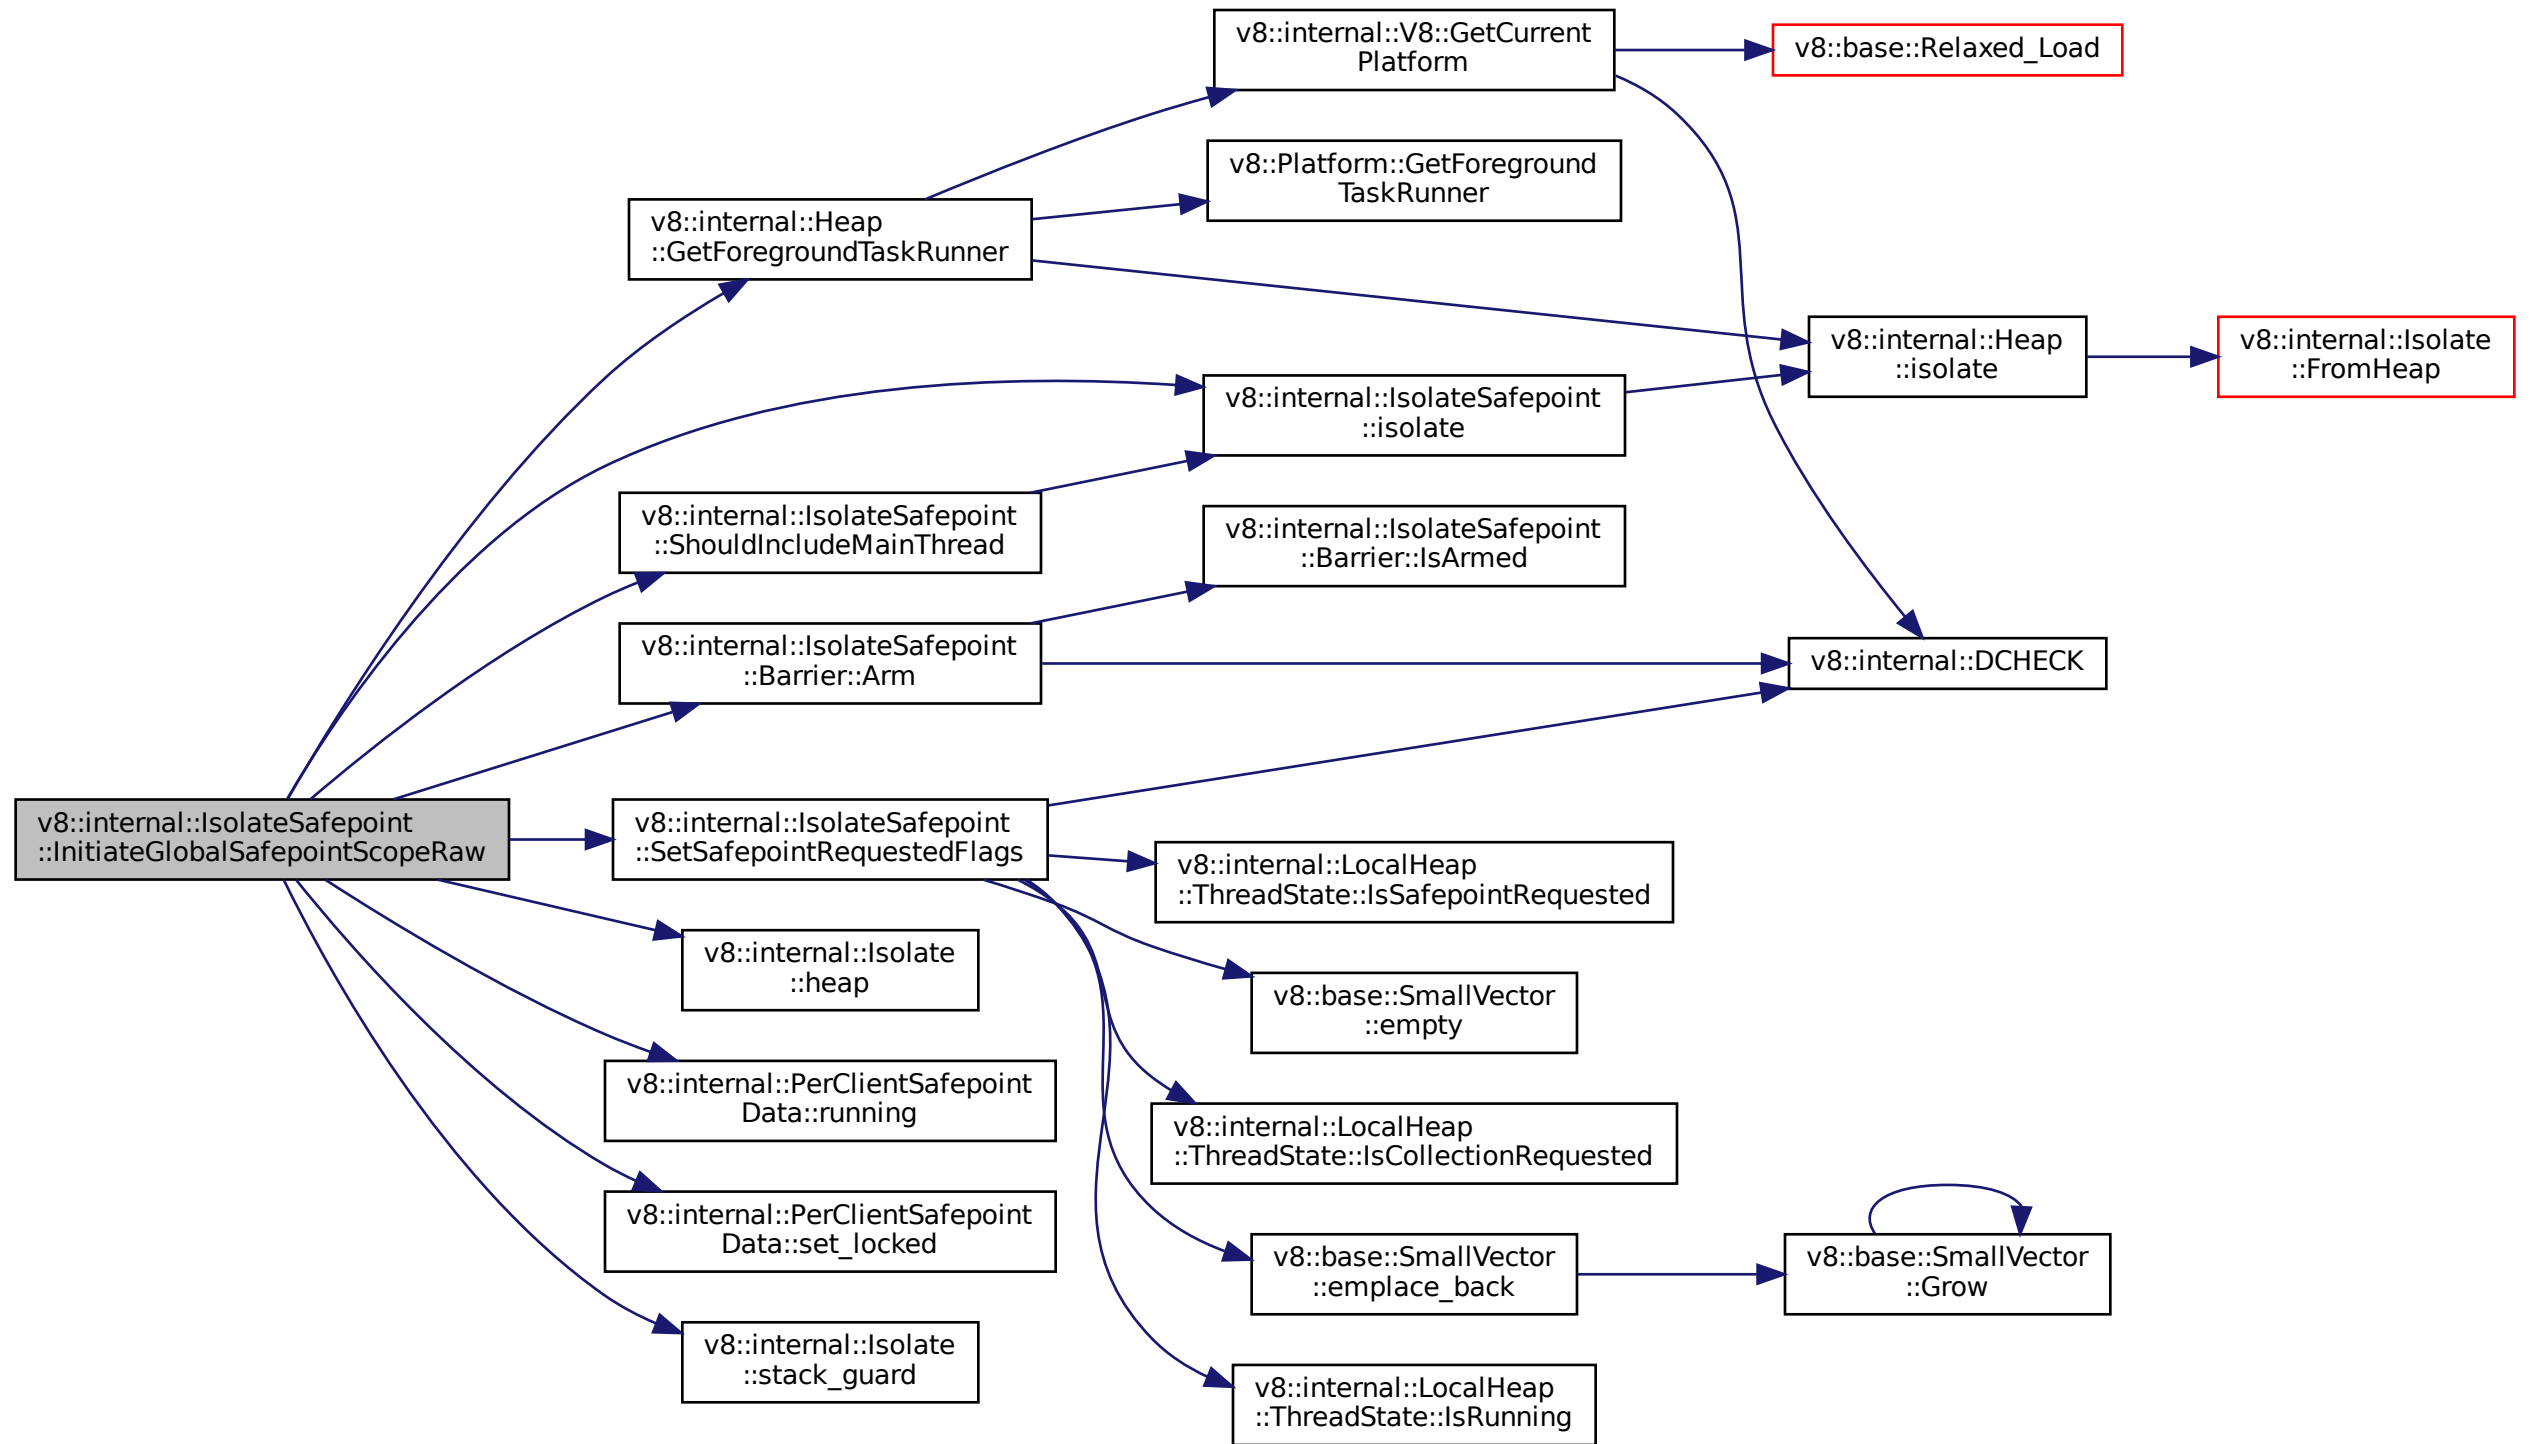 v8::internal::IsolateSafepoint
::InitiateGlobalSafepointScopeRaw
v8::internal::Heap
::GetForegroundTaskRunner
v8::internal::IsolateSafepoint
::ShouldIncludeMainThread
v8::internal::IsolateSafepoint
::Barrier::Arm
v8::internal::IsolateSafepoint
::SetSafepointRequestedFlags
v8::internal::Isolate
::heap
v8::internal::PerClientSafepoint
Data::running
v8::internal::PerClientSafepoint
Data::set_locked
v8::internal::Isolate
::stack_guard
v8::internal::V8::GetCurrent
Platform
v8::Platform::GetForeground
TaskRunner
v8::internal::IsolateSafepoint
::isolate
v8::internal::IsolateSafepoint
::Barrier::IsArmed
v8::internal::LocalHeap
::ThreadState::IsSafepointRequested
v8::base::SmallVector
::empty
v8::internal::LocalHeap
::ThreadState::IsCollectionRequested
v8::base::SmallVector
::emplace_back
v8::internal::LocalHeap
::ThreadState::IsRunning
v8::base::Relaxed_Load
v8::internal::Heap
::isolate
v8::internal::DCHECK
v8::base::SmallVector
::Grow
v8::internal::Isolate
::FromHeap